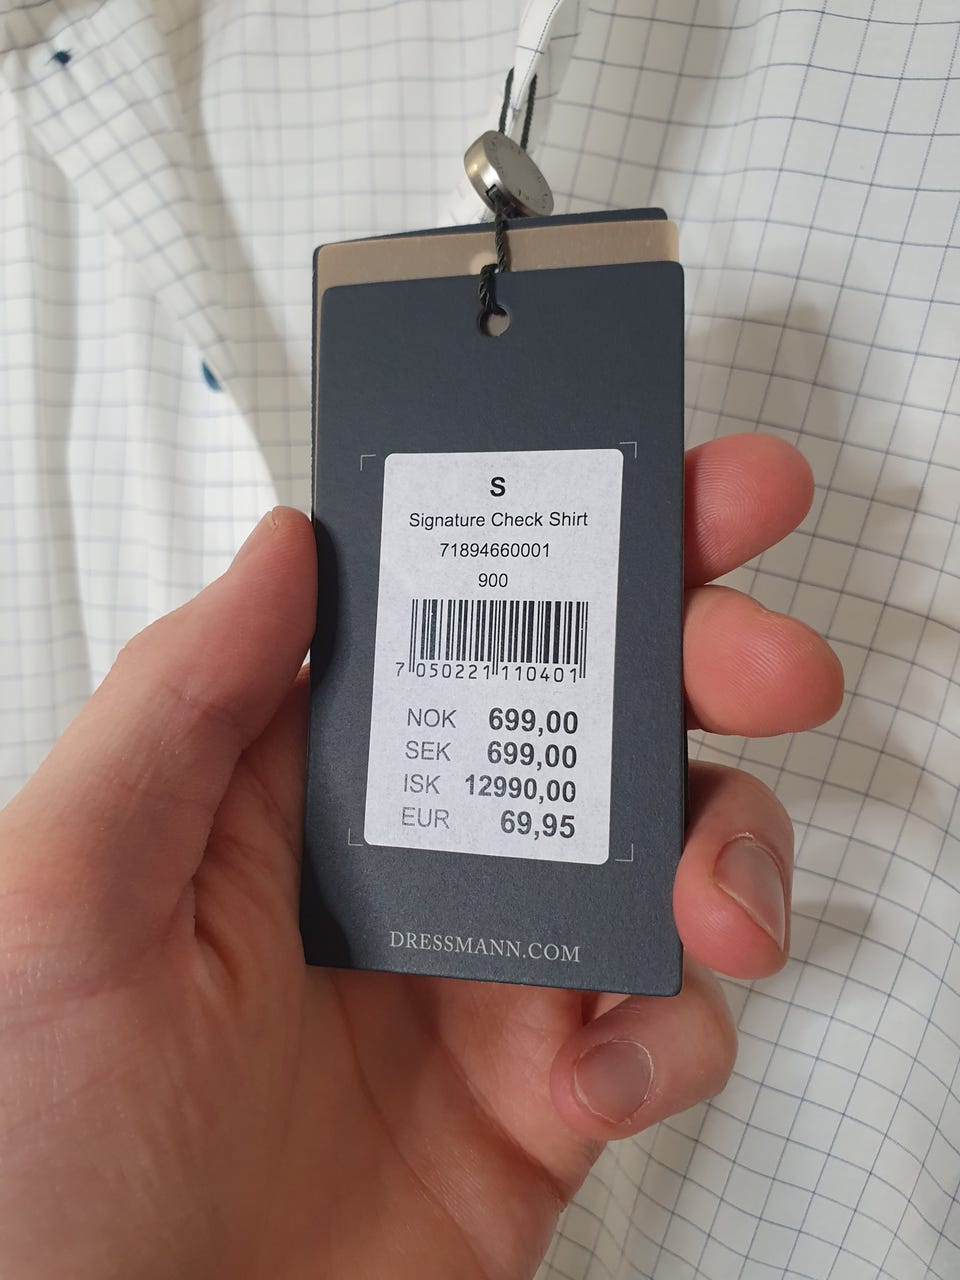 S
Signature Check Shirt
71894660001
900
7 050221 110401
NOK 699,00
SEK 699,00
ISK 12990,00
EUR 69,95
DRESSMANN.COM